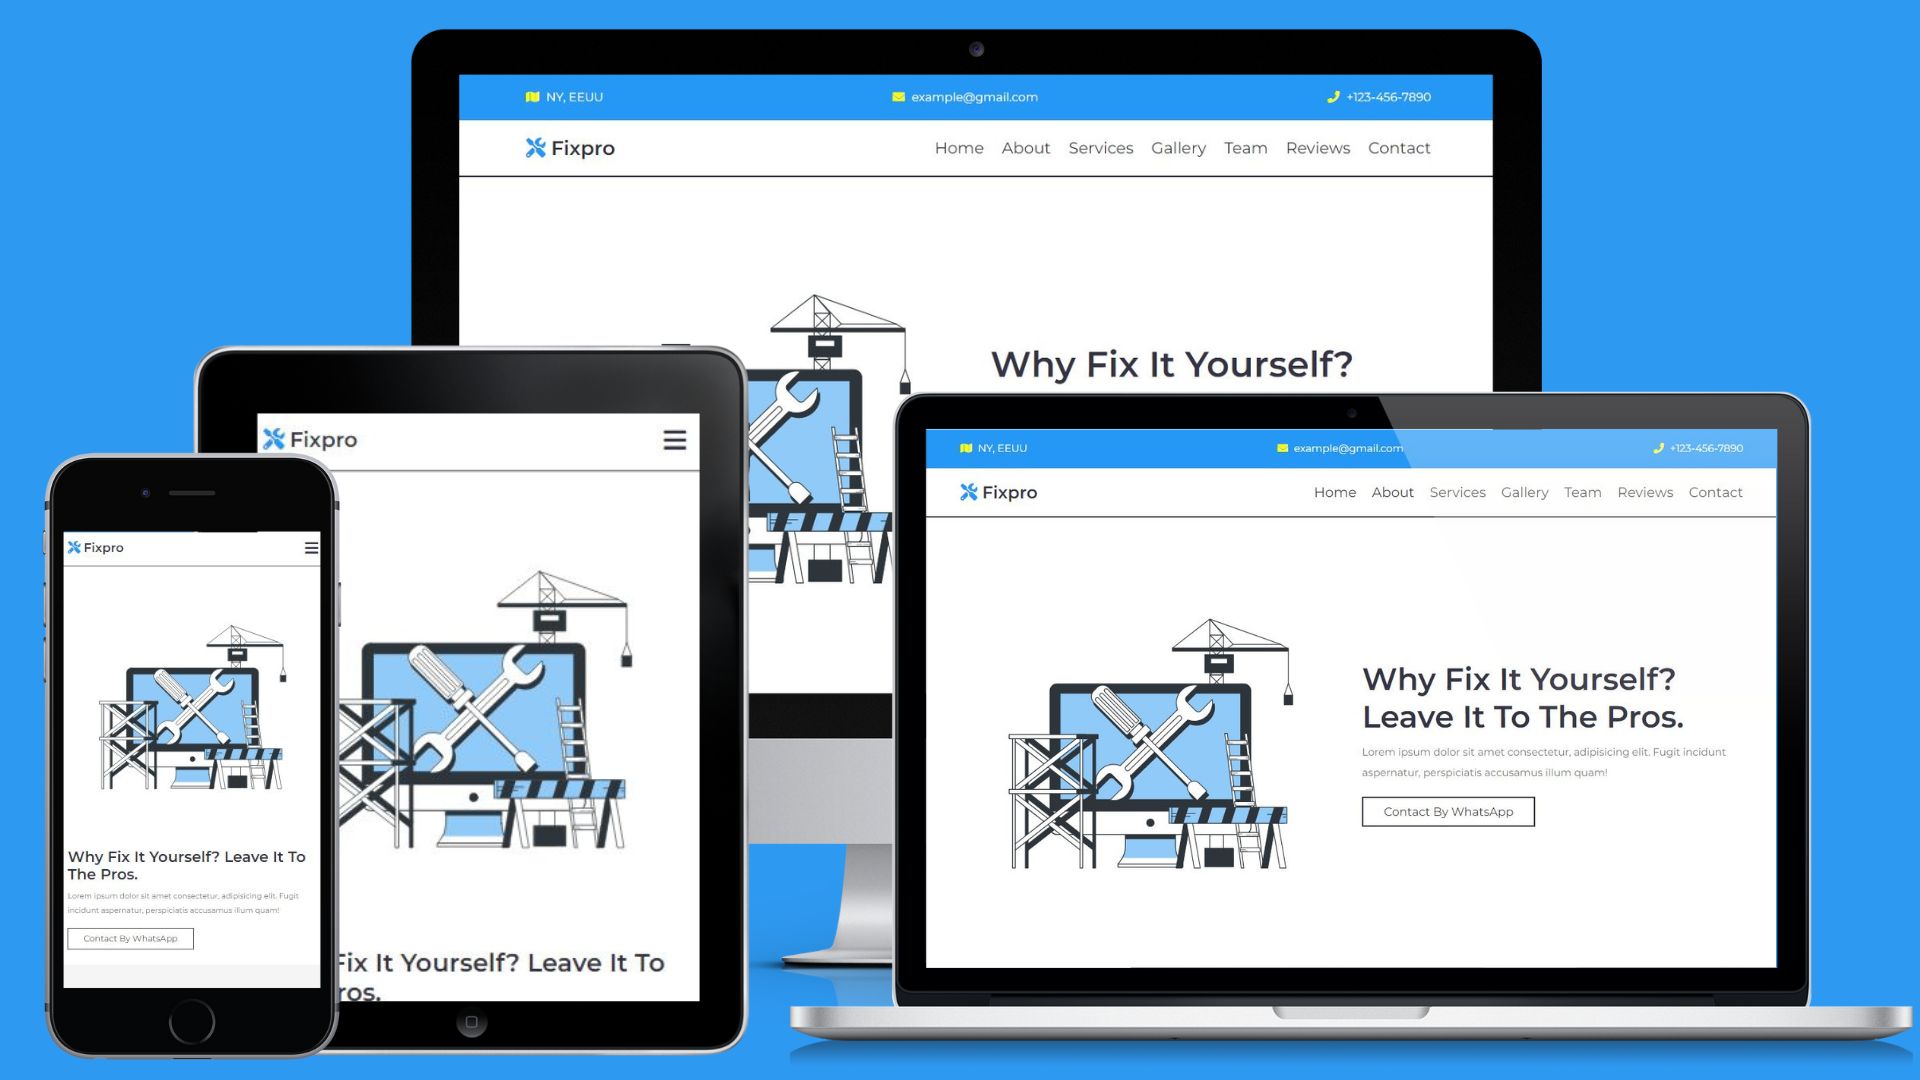 NY, EEUU example@gmail.com +123-456-7890
Fixpro Home About Services Gallery Team Reviews Contact
Why Fix It Yourself?
Fixpro
Fix It Yourself? Leave It To
ros.
Fixpro
Why Fix It Yourself? Leave It To
The Pros.
Lorem ipsum dolor sit amet consectetur, adipisicing elit. Fugit
incidunt aspernatur, perspiciatis accusamus illum quam!
Contact By WhatsApp
NY, EEUU example@gmail.com +123-456-7890
Fixpro Home About Services Gallery Team Reviews Contact
Why Fix It Yourself?
Leave It To The Pros.
Lorem ipsum dolor sit amet consectetur, adipisicing elit. Fugit incidunt
aspernatur, perspiciatis accusamus illum quam!
Contact By WhatsApp